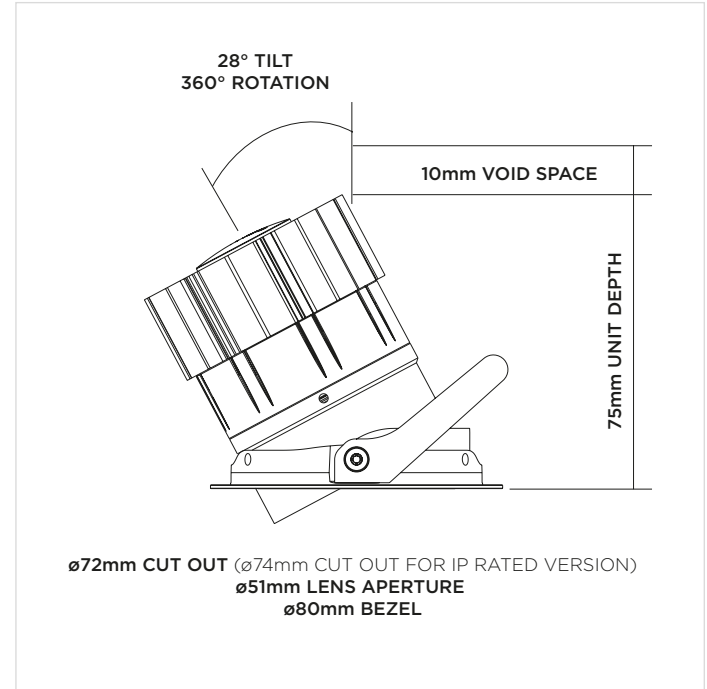 28° TILT
360° ROTATION
10mm VOID SPACE
75mm UNIT DEPTH
ø72mm CUT OUT (ø74mm CUT OUT FOR IP RATED VERSION)
ø51mm LENS APERTURE
ø80mm BEZEL